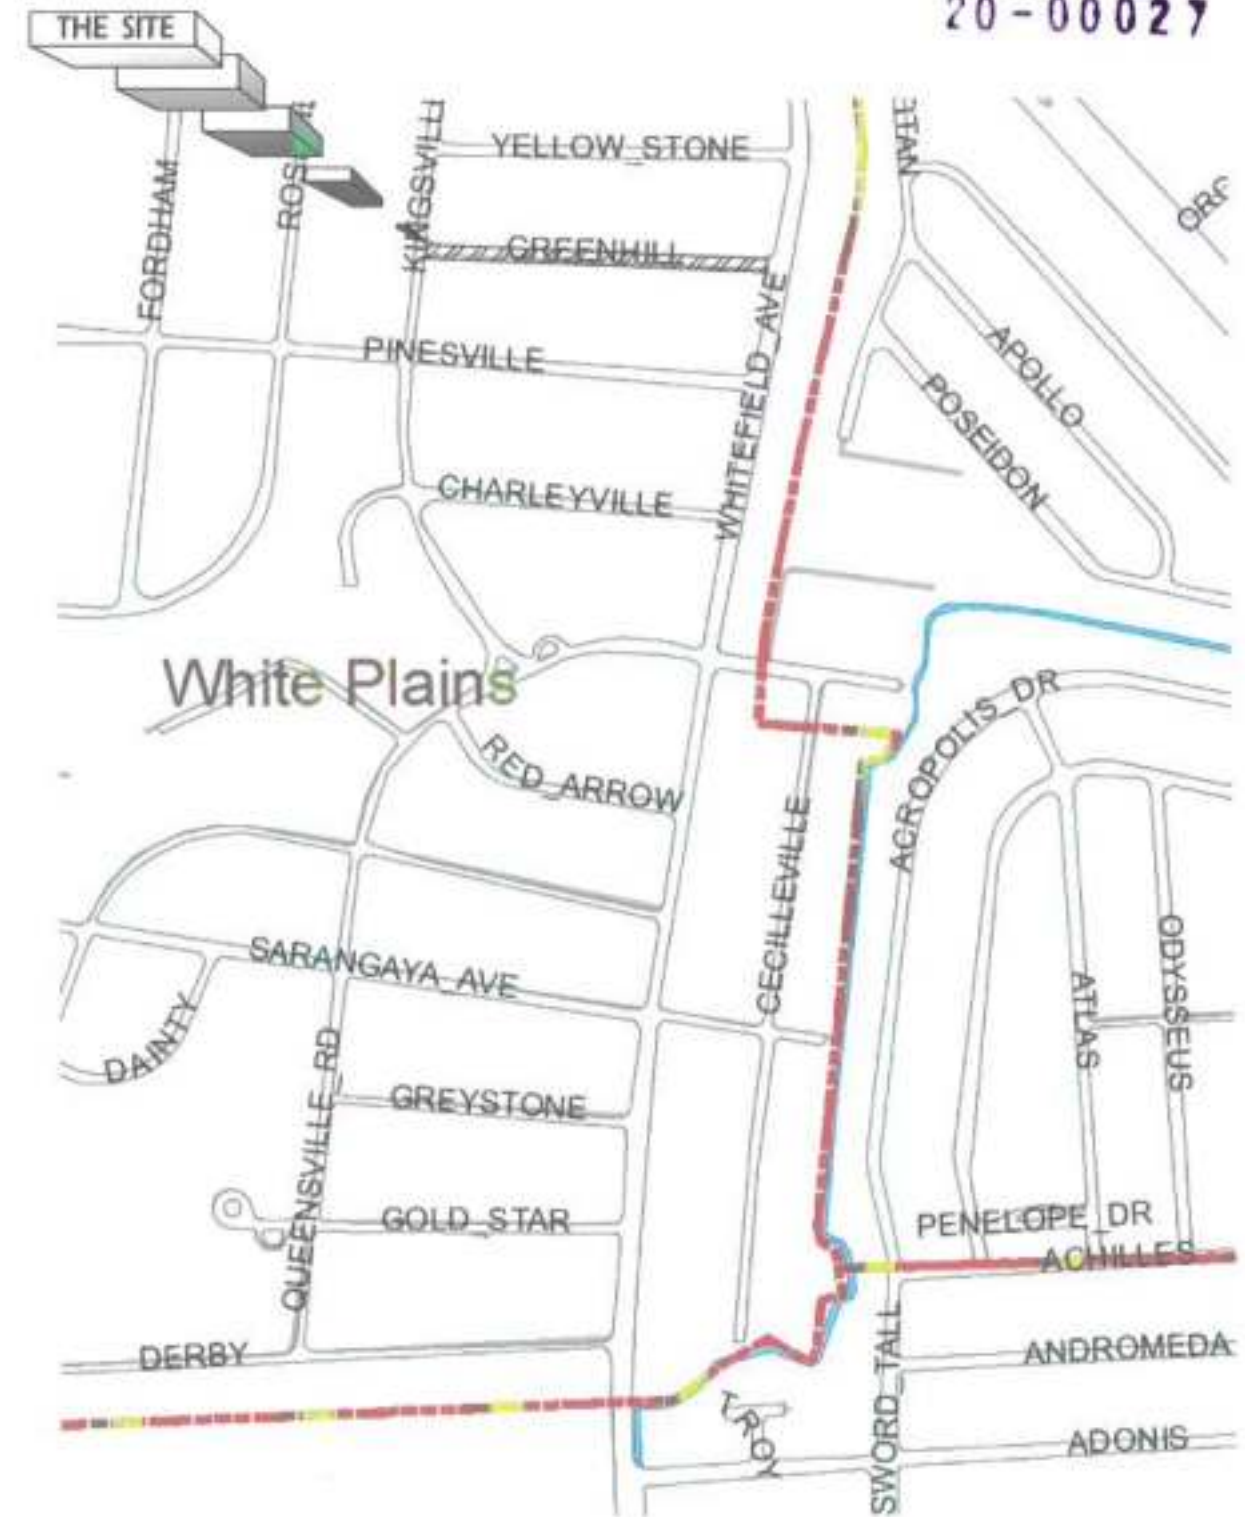 20-00027
THE SITE
YELLOW_STONE
FORDHAM
GREENHILL
WHITEFIELD_AVE
PINESVILLE
APOLLO
POSEIDON
CHARLEYVILLE
White Plains
ACROPOLIS_DR
RED_ARROW
CECILLEVILLE
SARANGAYA_AVE
ODYSSEUS
ATLAS
DAINTY
QUEENSVILLE_RD
GREYSTONE
GOLD_STAR
PENELOPE_DR
ACHILLES
DERBY
SWORD_TALL
ANDROMEDA
TROY
ADONIS